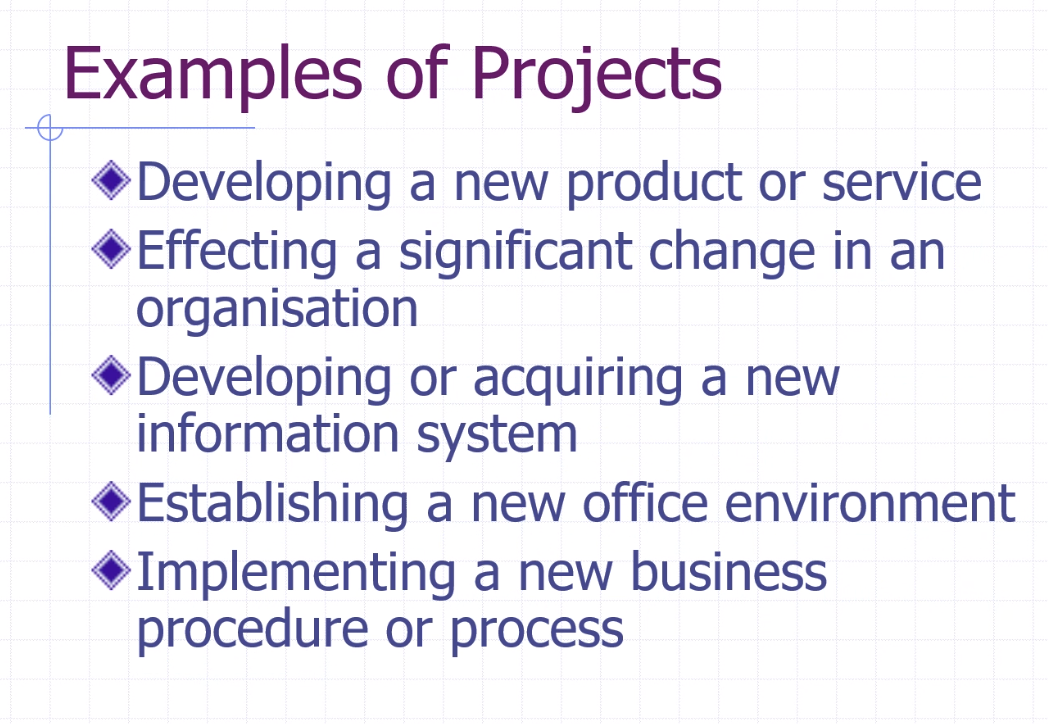 Examples of Projects
Developing a new product or service
Effecting a significant change in an
organisation
Developing or acquiring a new
information system
Establishing a new office environment
Implementing a new business
procedure or process